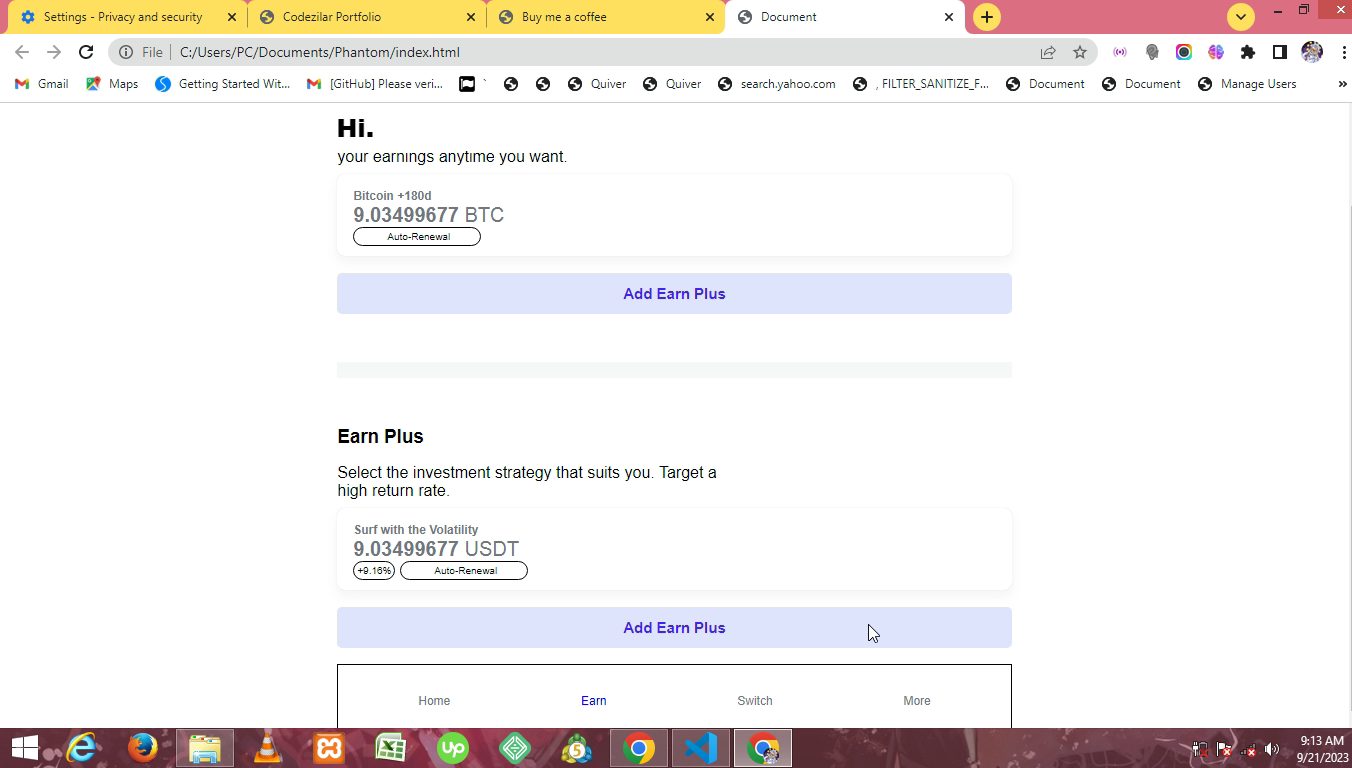 Settings - Privacy and security
Codezilar Portfolio
Buy me a coffee
Document
File
C:/Users/PC/Documents/Phantom/index.html
Gmail
Maps
Getting Started Wit...
[GitHub] Please veri...
`
Quiver
Quiver
search.yahoo.com
, FILTER_SANITIZE_F...
Document
Document
Manage Users
»
Hi.
your earnings anytime you want.
Bitcoin +180d
9.03499677 BTC
Auto-Renewal
Add Earn Plus
Earn Plus
Select the investment strategy that suits you. Target a
high return rate.
Surf with the Volatility
9.03499677 USDT
+9.16%
Auto-Renewal
Add Earn Plus
Home
Earn
Switch
More
up
5
9:13 AM
9/21/2023